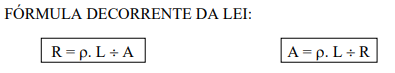 FÓRMULA DECORRENTE DA LEI:
R = ρ. L ÷ A A = ρ. L ÷ R